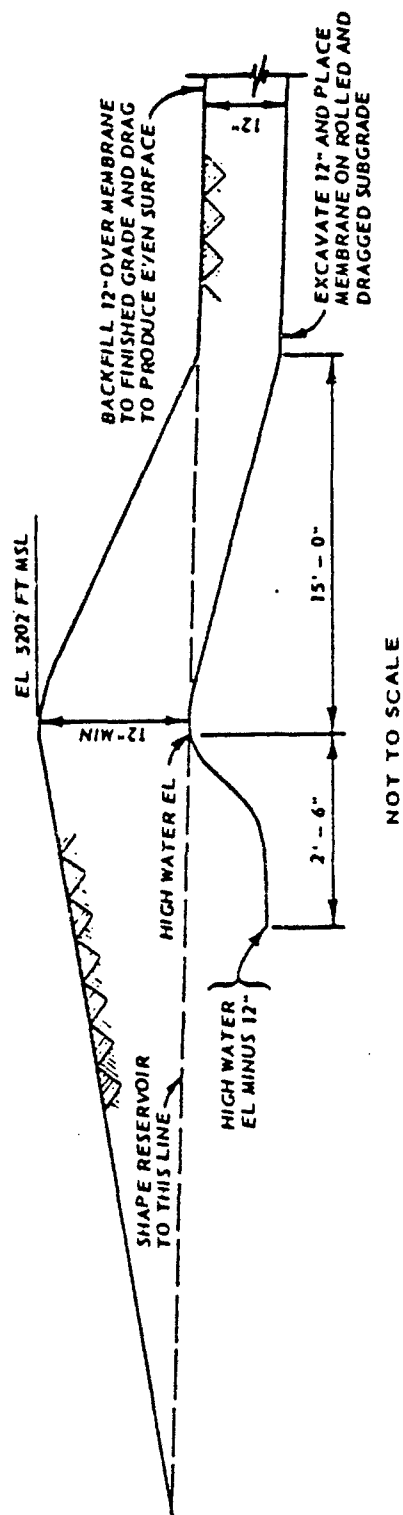 EL 5202 FT MSL
BACKFILL 12" OVER MEMBRANE
TO FINISHED GRADE AND DRAG
TO PRODUCE EVEN SURFACE
12" MIN
12"
SHAPE RESERVOIR
TO THIS LINE
HIGH WATER EL
HIGH WATER
EL MINUS 12"
2' - 6"
15' - 0"
EXCAVATE 12" AND PLACE
MEMBRANE ON ROLLED AND
DRAGGED SUBGRADE
NOT TO SCALE